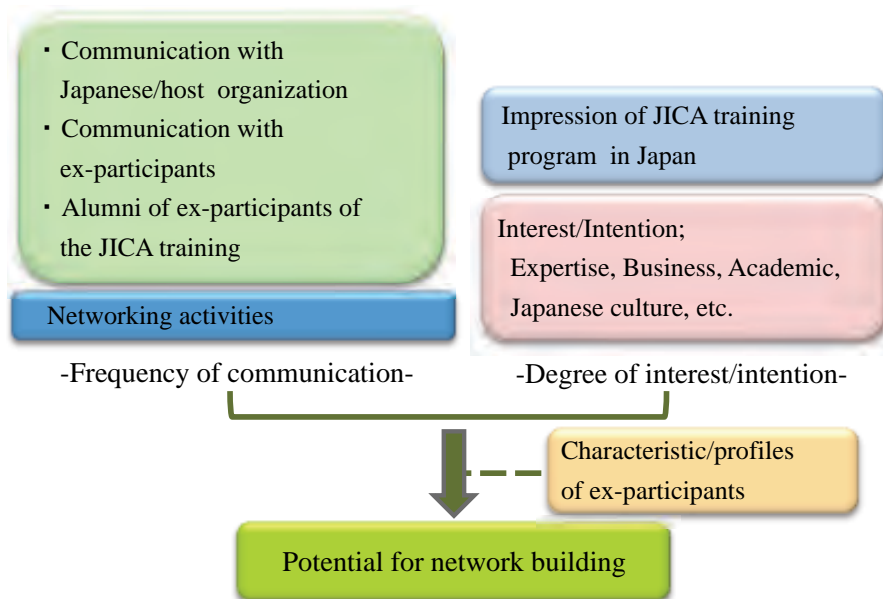 ・ Communication with
Japanese/host organization
・ Communication with
ex-participants
・ Alumni of ex-participants of
the JICA training
Networking activities
-Frequency of communication-
Impression of JICA training
program in Japan
Interest/Intention;
Expertise, Business, Academic,
Japanese culture, etc.
-Degree of interest/intention-
Characteristic/profiles
of ex-participants
Potential for network building